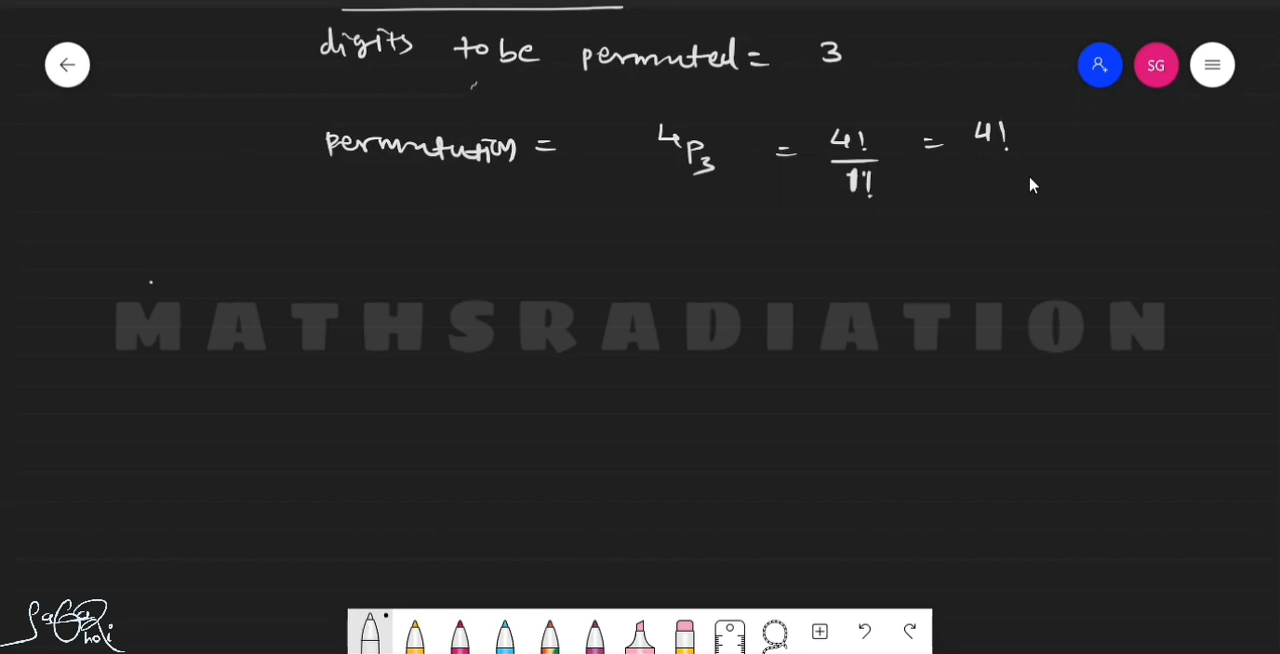 digits to be permuted = 3
SG
permutation = ⁴P₃ = 4!/1! = 4!
MATHSRADIATION